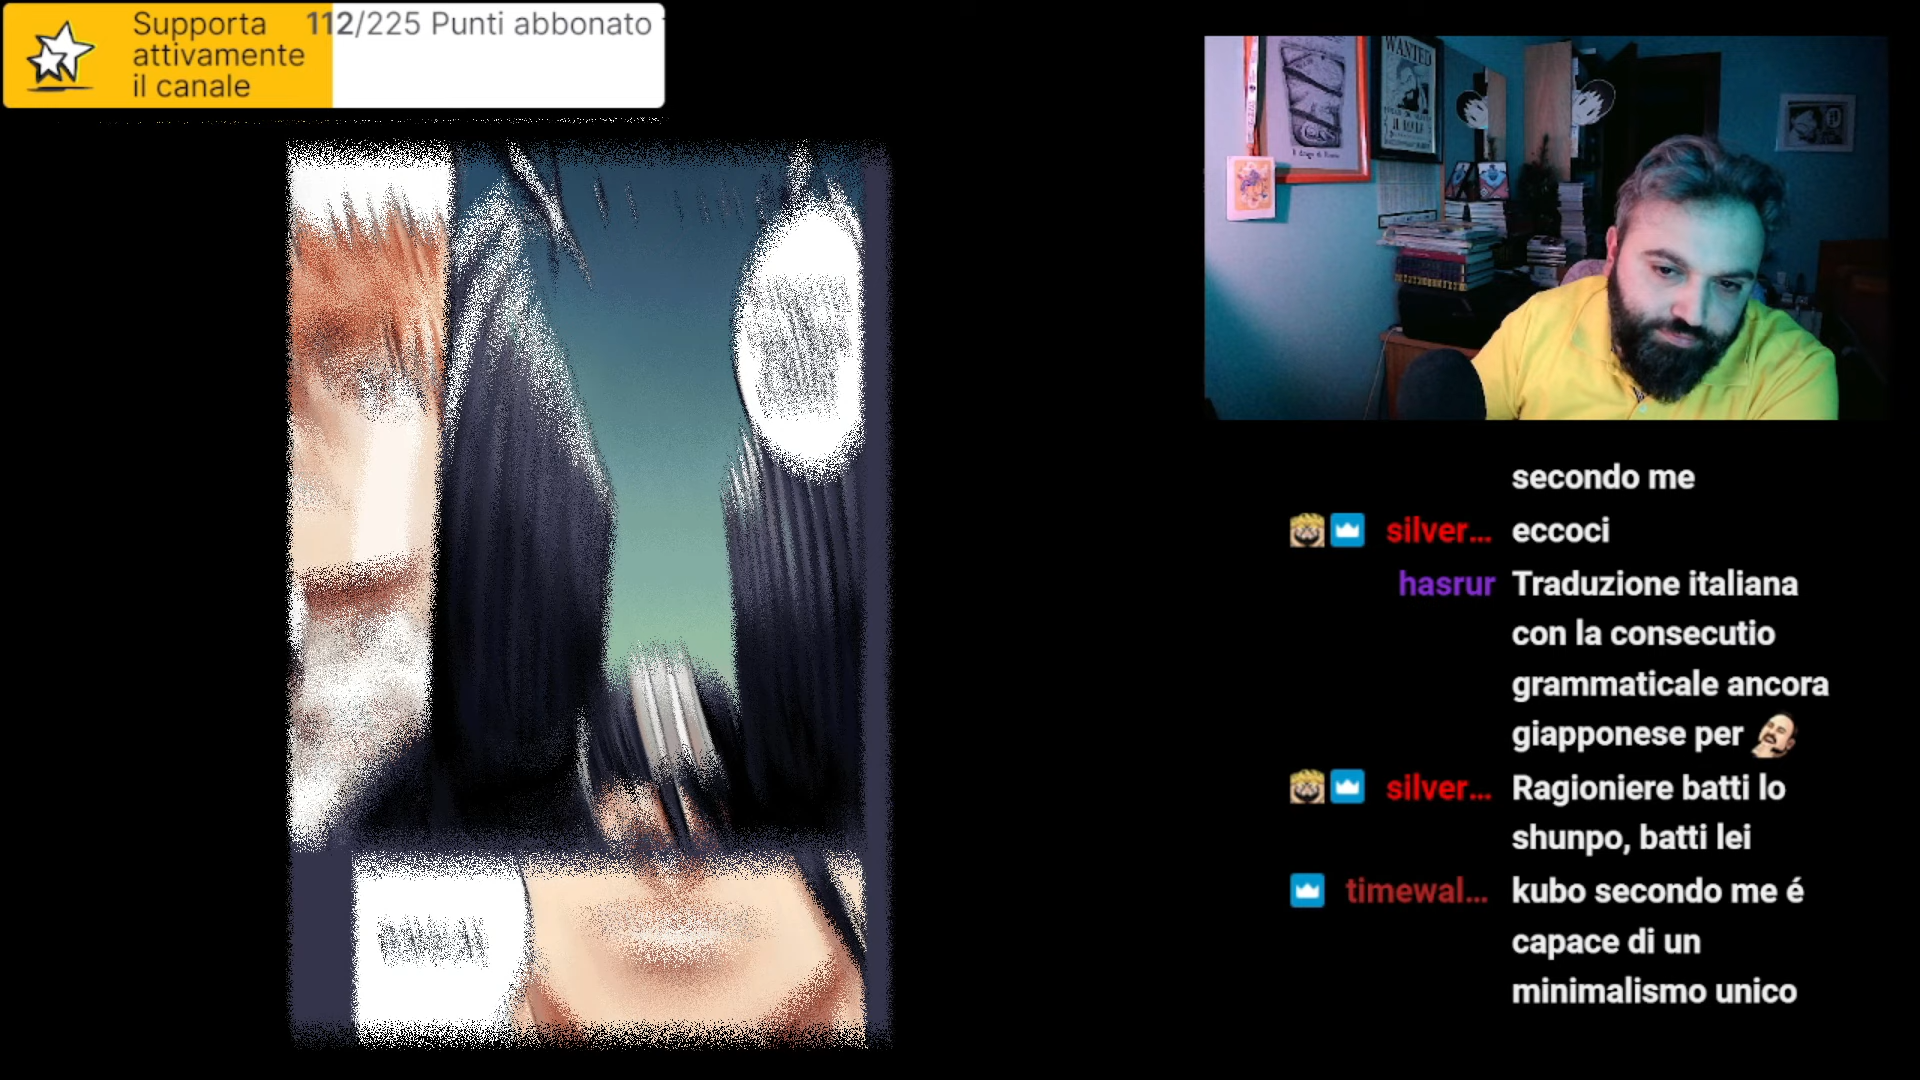 Supporta
attivamente
il canale
112/225 Punti abbonato
WANTED
secondo me
silver... eccoci
hasrur Traduzione italiana
con la consecutio
grammaticale ancora
giapponese per
silver... Ragioniere batti lo
shunpo, batti lei
timewal... kubo secondo me é
capace di un
minimalismo unico